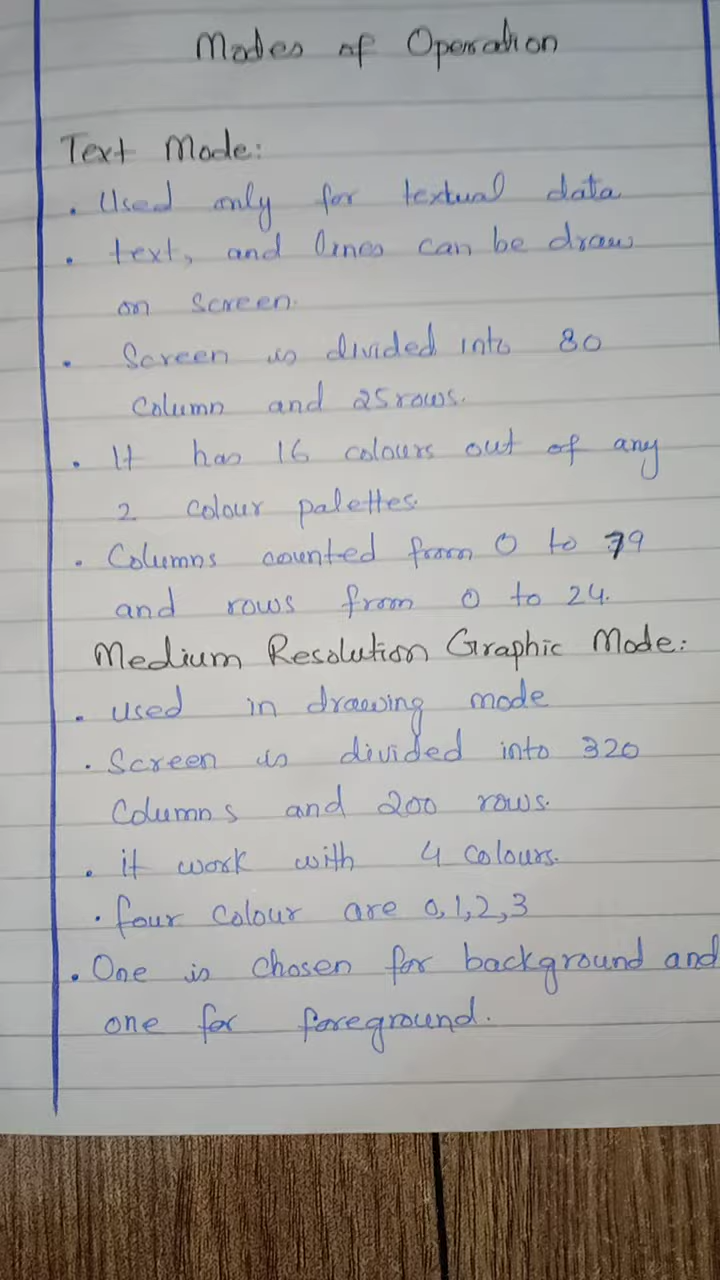 Modes of Operation
Text Mode:
. Used only for textual data
. text, and lines can be draw
on screen.
. Screen is divided into 80
column and 25 rows.
. It has 16 colours out of any
2 colour palettes.
. Columns counted from 0 to 79
and rows from 0 to 24.
Medium Resolution Graphic Mode:
. used in drawing mode
. Screen is divided into 320
columns and 200 rows.
. it work with 4 colours.
. four colour are 0,1,2,3
. One is chosen for background and
one for foreground.